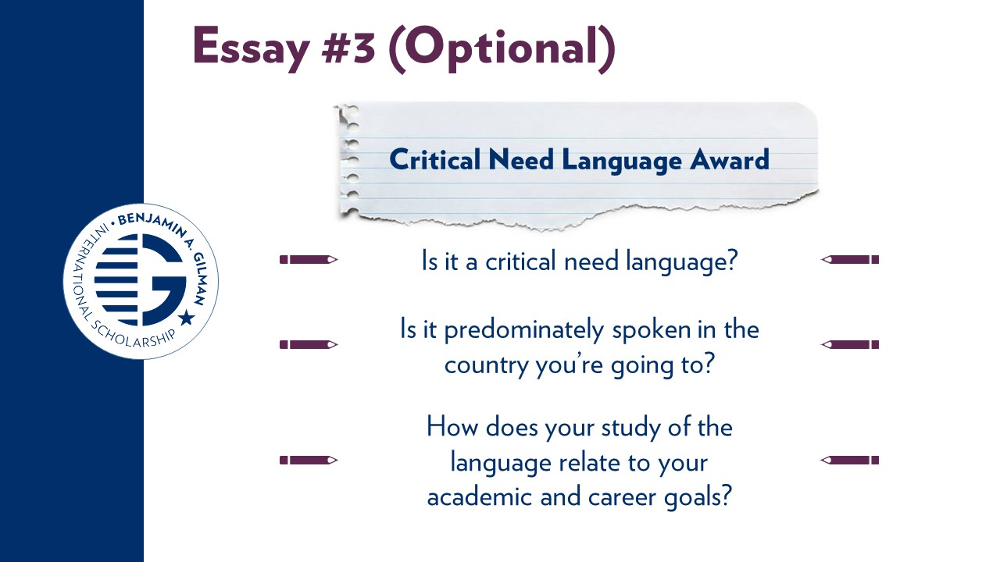 Essay #3 (Optional)
Critical Need Language Award
BENJAMIN A. GILMAN
INTERNATIONAL SCHOLARSHIP
G
Is it a critical need language?
Is it predominately spoken in the
country you're going to?
How does your study of the
language relate to your
academic and career goals?